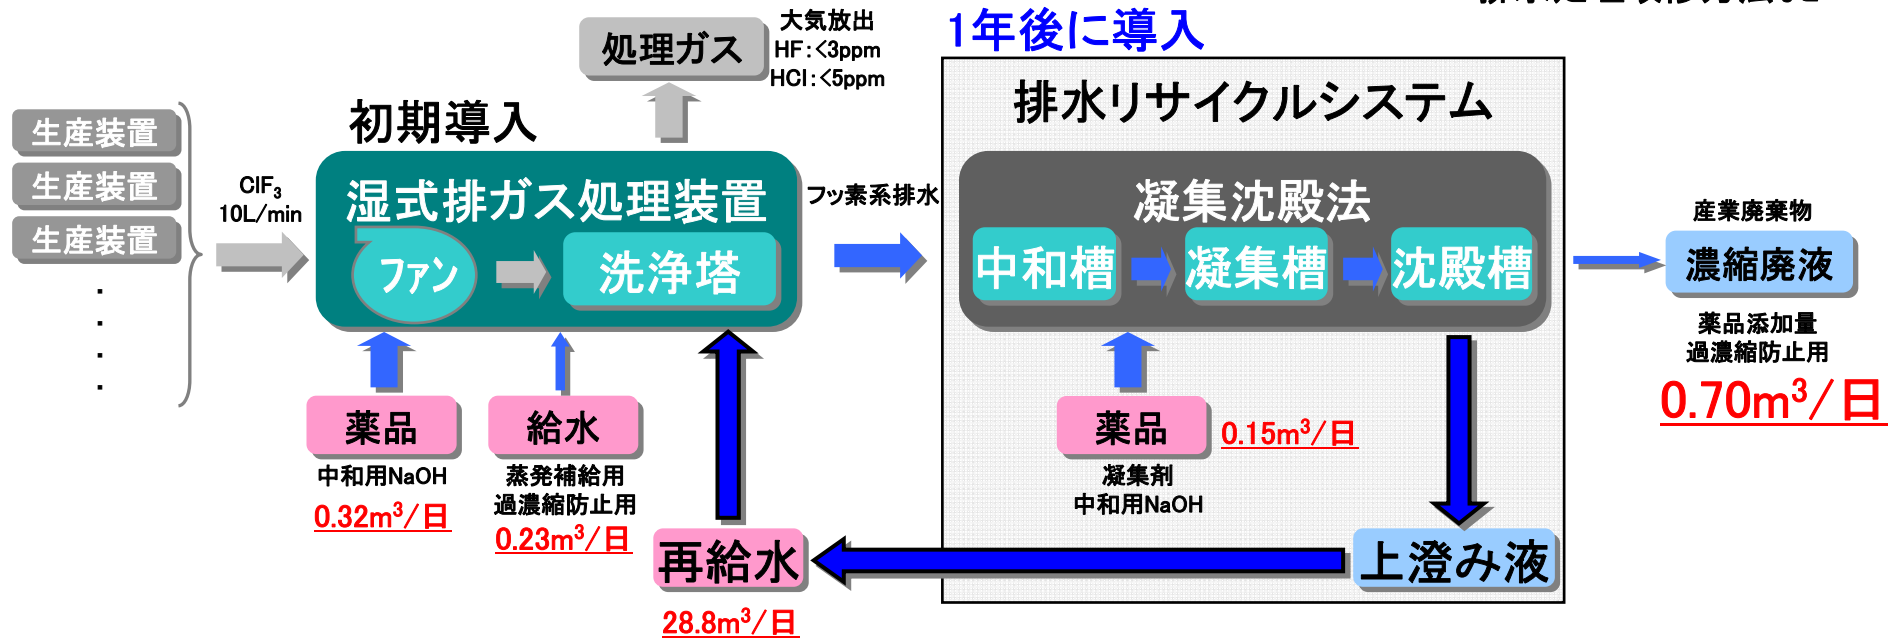 1年後に導入
大気放出
HF：<3ppm
HCl：<5ppm
処理ガス
初期導入
排水リサイクルシステム
生産装置
生産装置
生産装置
・
・
・
・
ClF₃
10L/min
湿式排ガス処理装置
ファン
洗浄塔
フッ素系排水
凝集沈殿法
中和槽
凝集槽
沈殿槽
産業廃棄物
濃縮廃液
薬品添加量
過濃縮防止用
0.70m³/日
薬品
中和用NaOH
0.32m³/日
給水
蒸発補給用
過濃縮防止用
0.23m³/日
薬品
0.15m³/日
凝集剤
中和用NaOH
再給水
28.8m³/日
上澄み液